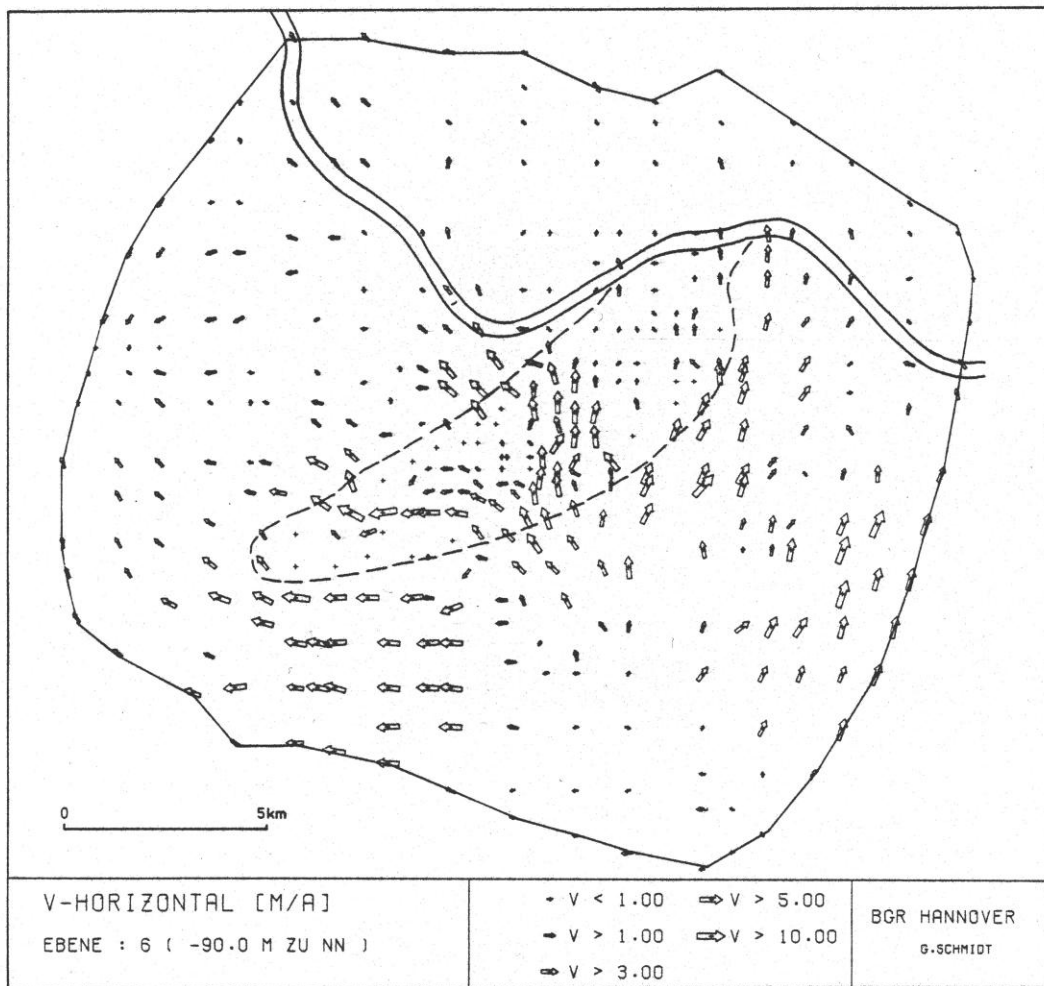 0 5km
V-HORIZONTAL [M/A]
EBENE : 6 ( -90.0 M ZU NN )
V < 1.00
V > 1.00
V > 3.00
V > 5.00
V > 10.00
BGR HANNOVER
G.SCHMIDT